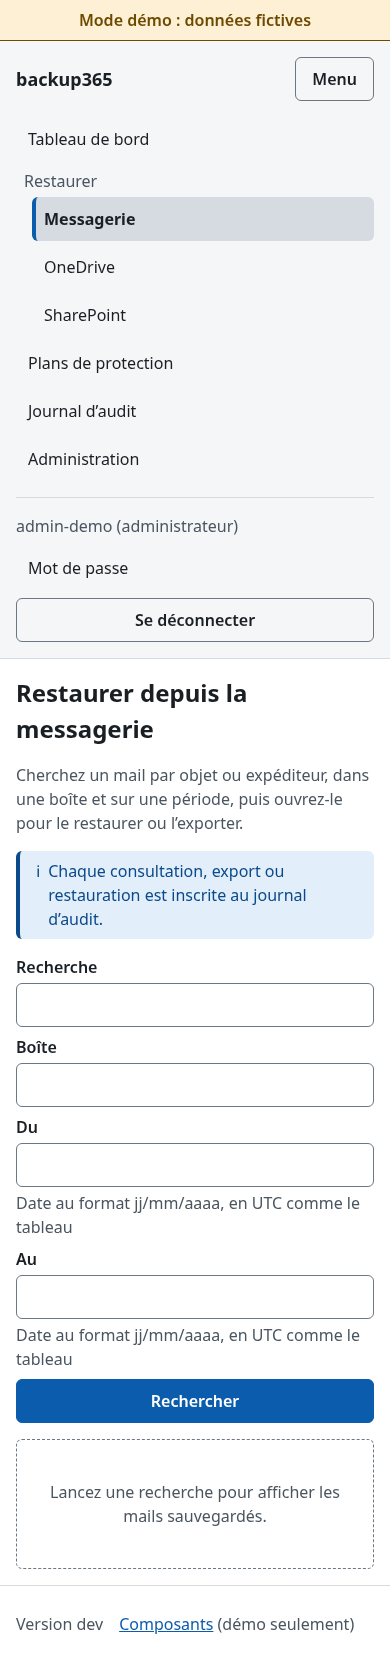 Mode démo : données fictives
backup365
Menu
Tableau de bord
Restaurer
Messagerie
OneDrive
SharePoint
Plans de protection
Journal d’audit
Administration
admin-demo (administrateur)
Mot de passe
Se déconnecter
Restaurer depuis la
messagerie
Cherchez un mail par objet ou expéditeur, dans
une boîte et sur une période, puis ouvrez-le
pour le restaurer ou l’exporter.
i Chaque consultation, export ou
restauration est inscrite au journal
d’audit.
Recherche
Boîte
Du
Date au format jj/mm/aaaa, en UTC comme le
tableau
Au
Date au format jj/mm/aaaa, en UTC comme le
tableau
Rechercher
Lancez une recherche pour afficher les
mails sauvegardés.
Version dev Composants (démo seulement)